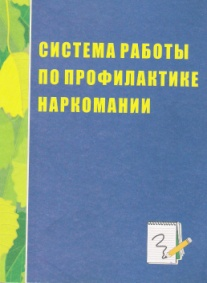 СИСТЕМА РАБОТЫ
ПО ПРОФИЛАКТИКЕ
НАРКОМАНИИ